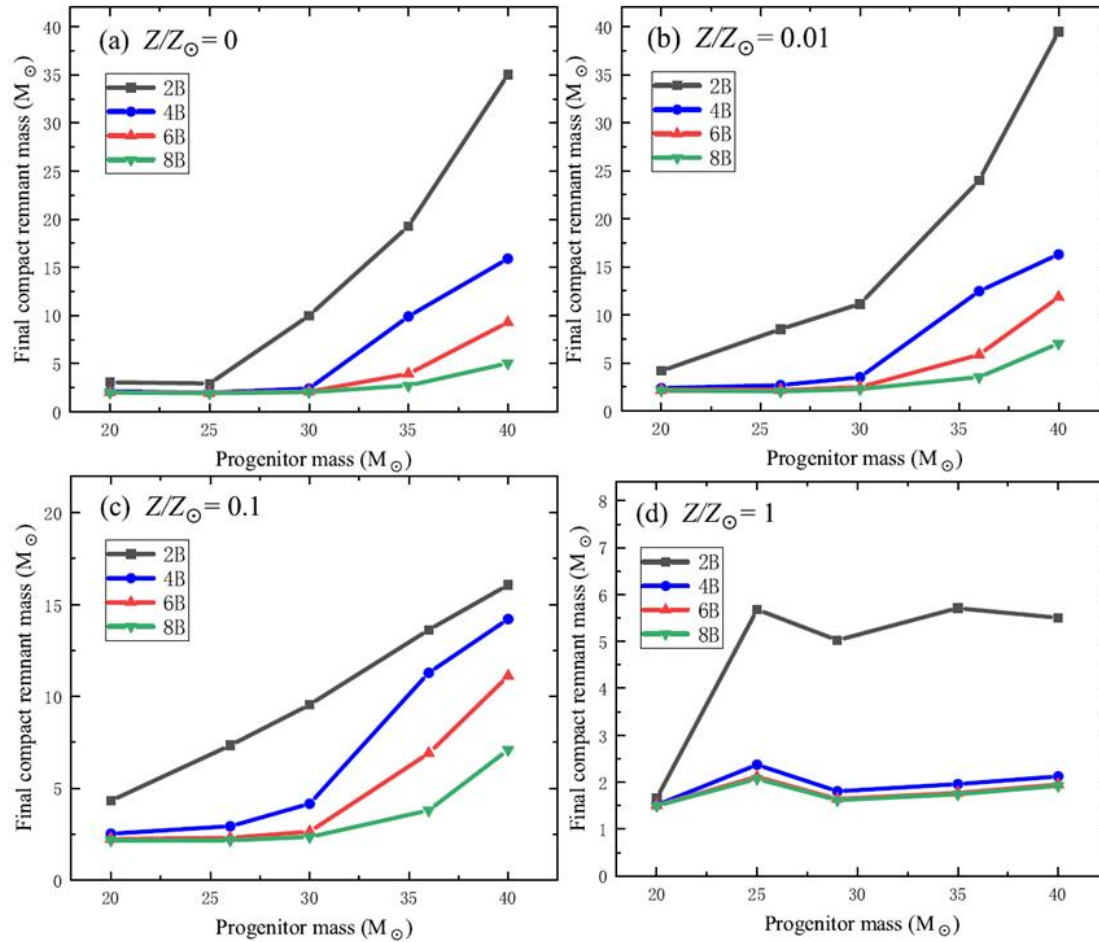 (a) Z/Z☉ = 0
2B
4B
6B
8B
40
35
30
25
20
15
10
5
0
20 25 30 35 40
Final compact remnant mass (M☉)
Progenitor mass (M☉)
(b) Z/Z☉ = 0.01
2B
4B
6B
8B
40
35
30
25
20
15
10
5
0
20 25 30 35 40
Final compact remnant mass (M☉)
Progenitor mass (M☉)
(c) Z/Z☉ = 0.1
2B
4B
6B
8B
20
15
10
5
0
20 25 30 35 40
Final compact remnant mass (M☉)
Progenitor mass (M☉)
(d) Z/Z☉ = 1
2B
4B
6B
8B
8
7
6
5
4
3
2
1
0
20 25 30 35 40
Final compact remnant mass (M☉)
Progenitor mass (M☉)